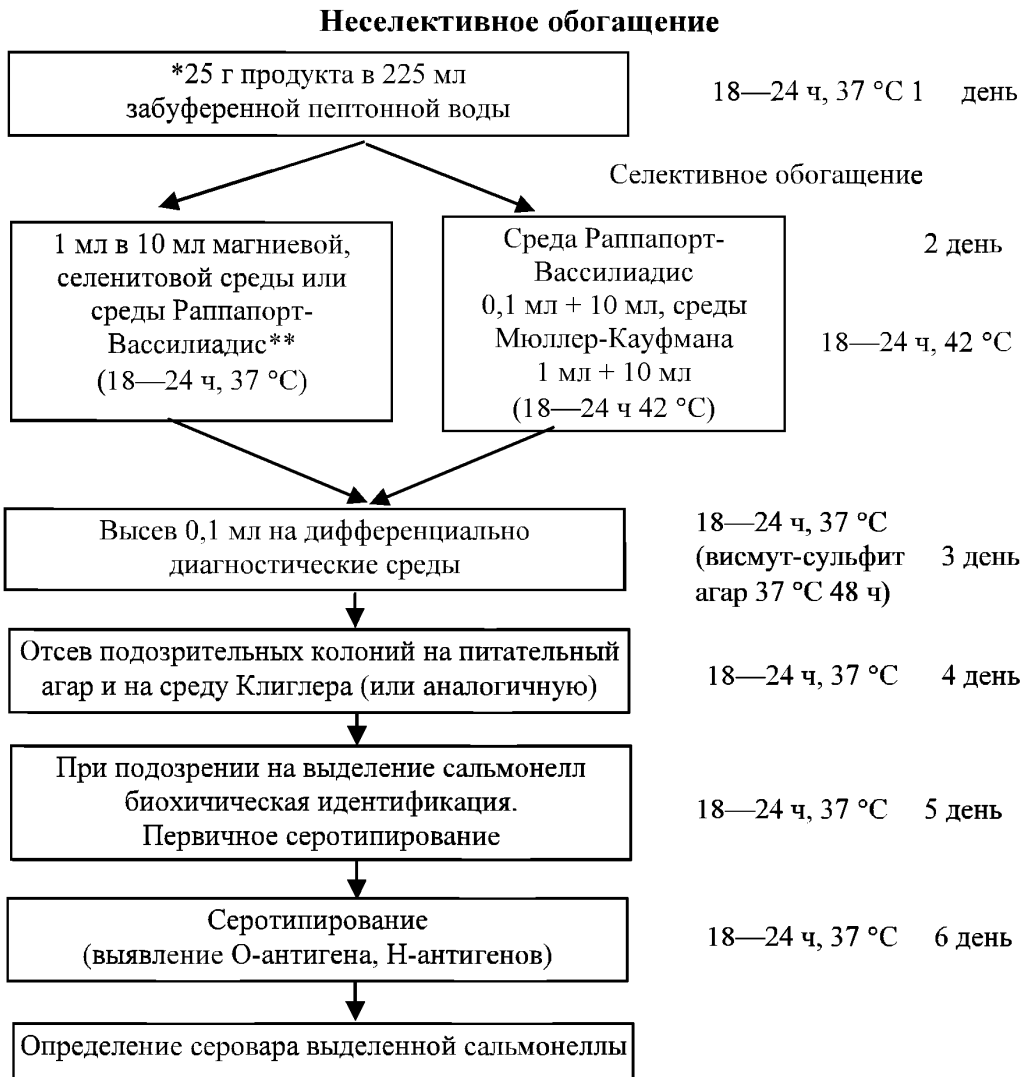 Неселективное обогащение
*25 г продукта в 225 мл
забуференной пептонной воды
18—24 ч, 37 °С 1 день
Селективное обогащение
1 мл в 10 мл магниевой,
селенитовой среды или
среды Раппапорт-
Вассилиадис**
(18—24 ч, 37 °С)
Среда Раппапорт-
Вассилиадис
0,1 мл + 10 мл, среды
Мюллер-Кауфмана
1 мл + 10 мл
(18—24 ч 42 °С)
2 день
18—24 ч, 42 °С
Высев 0,1 мл на дифференциально
диагностические среды
18—24 ч, 37 °С
(висмут-сульфит 3 день
агар 37 °С 48 ч)
Отсев подозрительных колоний на питательный
агар и на среду Клиглера (или аналогичную)
18—24 ч, 37 °С 4 день
При подозрении на выделение сальмонелл
биохичическая идентификация.
Первичное серотипирование
18—24 ч, 37 °С 5 день
Серотипирование
(выявление О-антигена, Н-антигенов)
18—24 ч, 37 °С 6 день
Определение серовара выделенной сальмонеллы